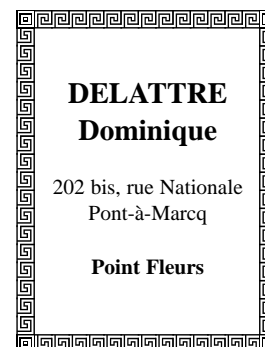 DELATTRE
Dominique
202 bis, rue Nationale
Pont-à-Marcq
Point Fleurs